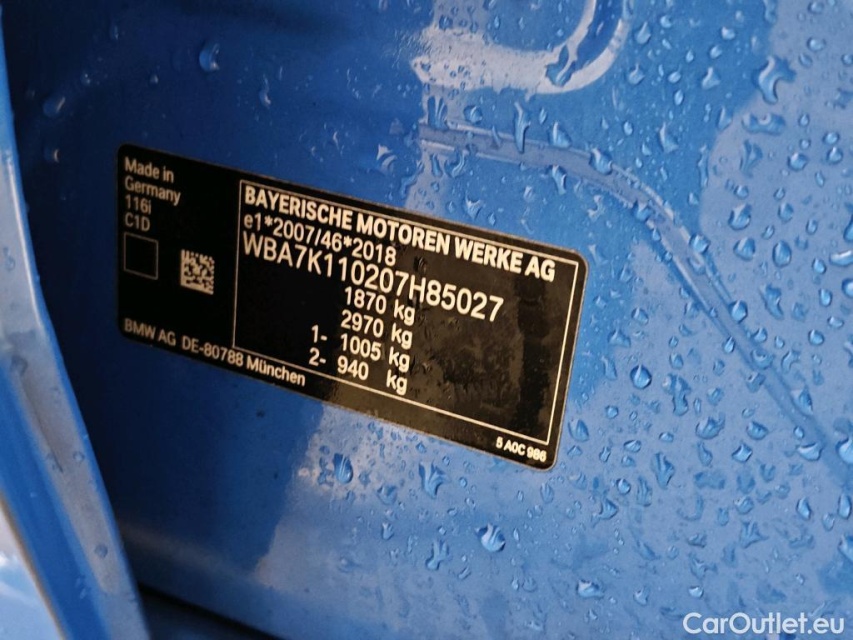 Made in
Germany
116i
C1D
BAYERISCHE MOTOREN WERKE AG
e1*2007/46*2018
WBA7K110207H85027
1870 kg
2970 kg
1- 1005 kg
2- 940 kg
BMW AG DE-80788 München
5 A0C 986
CarOutlet.eu